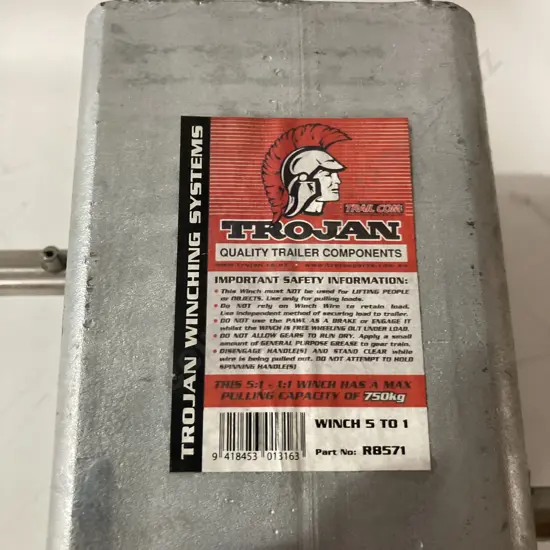 TROJAN WINCHING SYSTEMS
TRAIL COM
TROJAN
QUALITY TRAILER COMPONENTS
IMPORTANT SAFETY INFORMATION:
• This Winch must NOT be used for LIFTING PEOPLE
or OBJECTS. Use only for pulling loads.
• Do NOT rely on Winch Wire to retain load.
Use independent method of securing load to trailer.
• DO NOT use the PAWL AS A BRAKE or ENGAGE IT
whilst the WINCH IS FREE WHEELING OUT UNDER LOAD.
• DO NOT ALLOW GEARS TO RUN DRY. Apply a small
amount of GENERAL PURPOSE GREASE to gear train.
• DISENGAGE HANDLE(S) AND STAND CLEAR while
wire is being pulled out. DO NOT ATTEMPT TO HOLD
SPINNING HANDLE(S)
THIS 5:1 - 1:1 WINCH HAS A MAX
PULLING CAPACITY OF 750kg
WINCH 5 TO 1
Part No: RB571
9 418453 013163